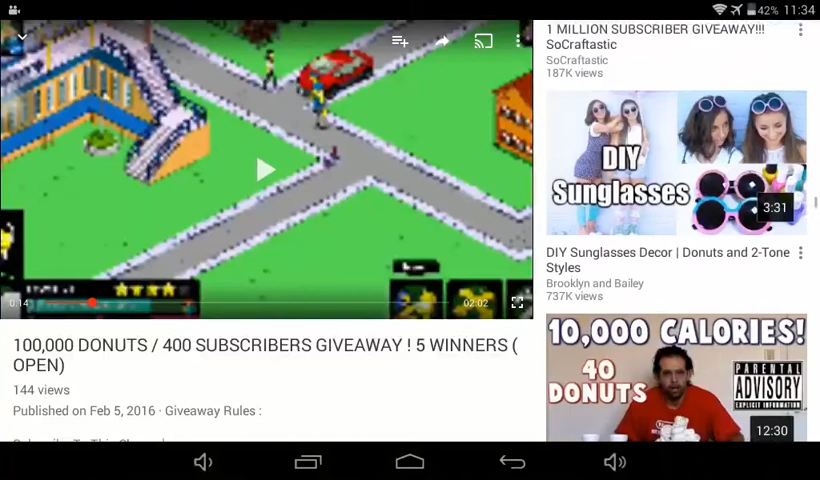 42% 11:34
0:14
02:02
100,000 DONUTS / 400 SUBSCRIBERS GIVEAWAY ! 5 WINNERS (
OPEN)
144 views
Published on Feb 5, 2016 · Giveaway Rules :
1 MILLION SUBSCRIBER GIVEAWAY!!!
SoCraftastic
SoCraftastic
187K views
DIY
Sunglasses
3:31
DIY Sunglasses Decor | Donuts and 2-Tone
Styles
Brooklyn and Bailey
737K views
10,000 CALORIES!
40
DONUTS
PARENTAL
ADVISORY
EXPLICIT INFORMATION
12:30